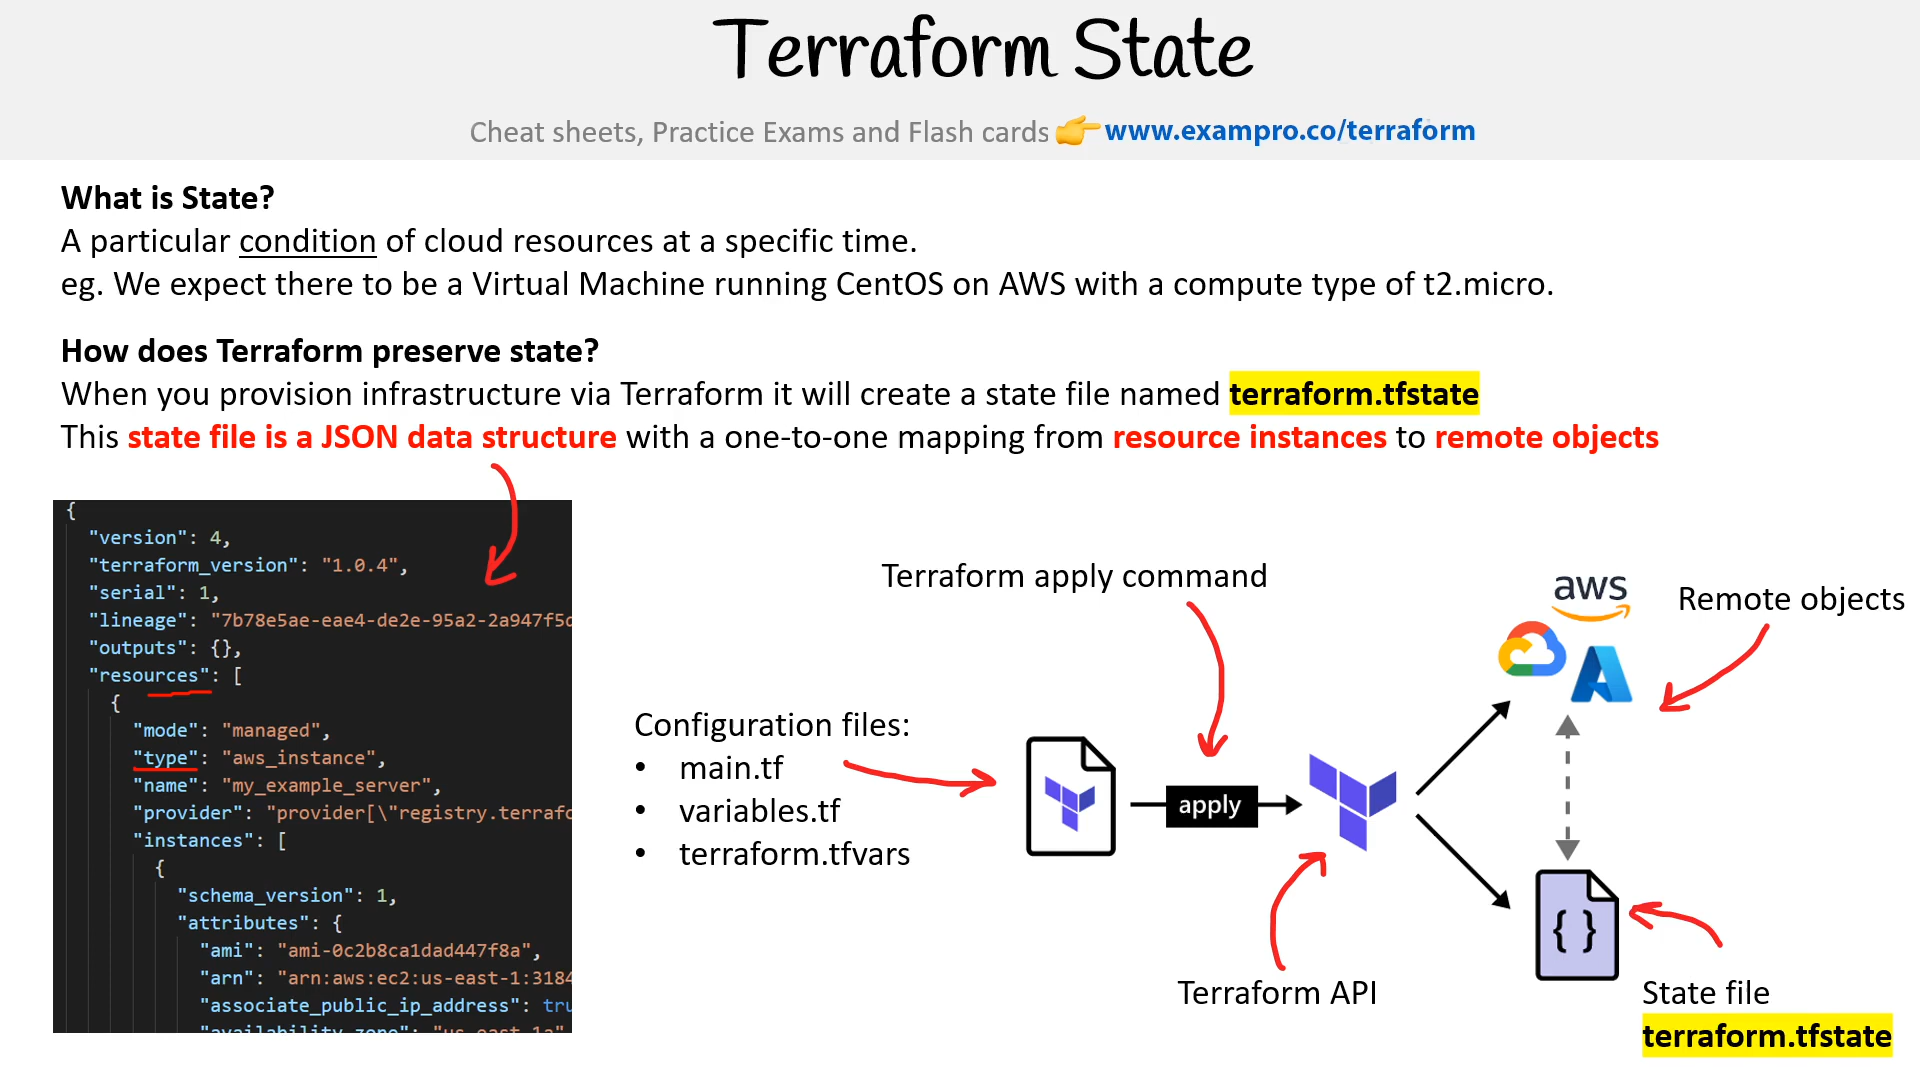 Terraform State
Cheat sheets, Practice Exams and Flash cards 👉www.exampro.co/terraform
What is State?
A particular condition of cloud resources at a specific time.
eg. We expect there to be a Virtual Machine running CentOS on AWS with a compute type of t2.micro.
How does Terraform preserve state?
When you provision infrastructure via Terraform it will create a state file named terraform.tfstate
This state file is a JSON data structure with a one-to-one mapping from resource instances to remote objects
{
"version": 4,
"terraform_version": "1.0.4",
"serial": 1,
"lineage": "7b78e5ae-eae4-de2e-95a2-2a947f5
"outputs": {},
"resources": [
{
"mode": "managed",
"type": "aws_instance",
"name": "my_example_server",
"provider": "provider[\"registry.terrafo
"instances": [
{
"schema_version": 1,
"attributes": {
"ami": "ami-0c2b8ca1dad447f8a",
"arn": "arn:aws:ec2:us-east-1:3184
"associate_public_ip_address": tru
"availability_zone": "us-east-1a"
Configuration files:
• main.tf
• variables.tf
• terraform.tfvars
Terraform apply command
apply
Terraform API
aws
Remote objects
{ }
State file
terraform.tfstate